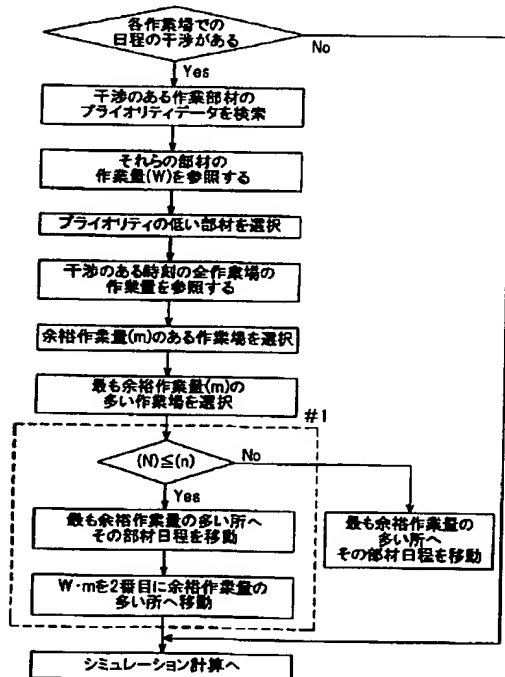 各作業場での
日程の干渉がある
No
Yes
干渉のある作業部材の
プライオリティデータを検索
それらの部材の
作業量(W)を参照する
プライオリティの低い部材を選択
干渉のある時刻の全作業場の
作業量を参照する
余裕作業量(m)のある作業場を選択
最も余裕作業量(m)の
多い作業場を選択
#1
(N)≦(n)
No
Yes
最も余裕作業量の多い所へ
その部材日程を移動
最も余裕作業量の
多い所へ
その部材日程を移動
W・mを2番目に余裕作業量の
多い所へ移動
シミュレーション計算へ